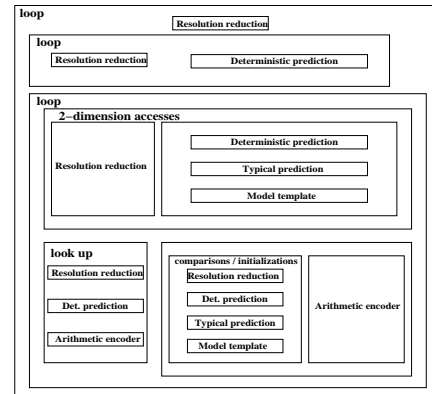 loop
Resolution reduction
loop
Resolution reduction
Deterministic prediction
loop
2-dimension accesses
Resolution reduction
Deterministic prediction
Typical prediction
Model template
look up
Resolution reduction
Det. prediction
Arithmetic encoder
comparisons / initializations
Resolution reduction
Det. prediction
Typical prediction
Model template
Arithmetic encoder